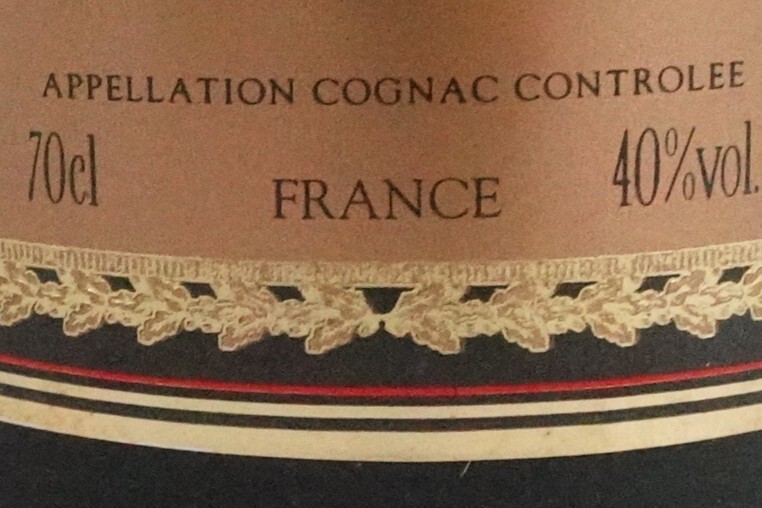 APPELLATION COGNAC CONTROLEE
70cl
40%vol.
FRANCE